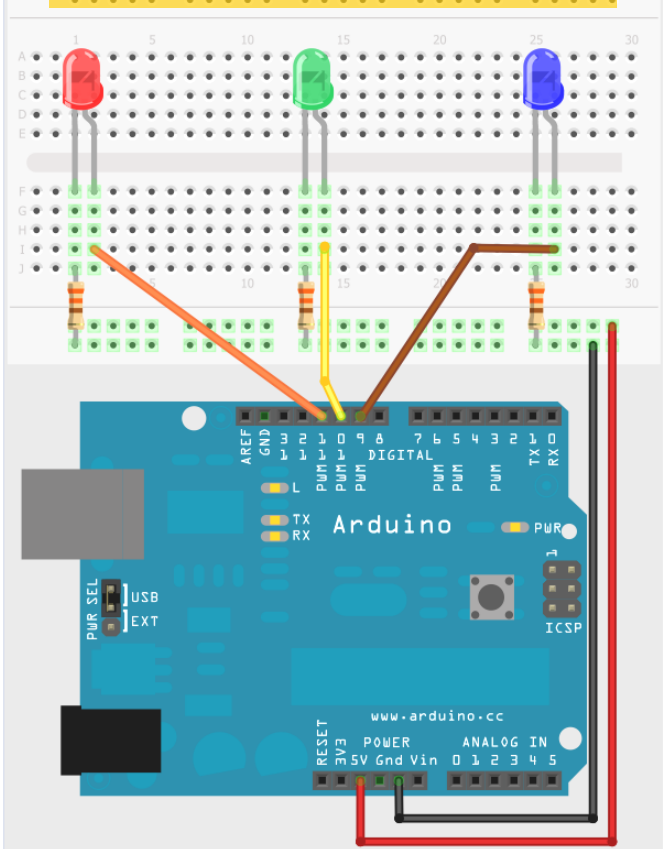 1 5 10 15 20 25 30
A
B
C
D
E
F
G
H
I
J
5 10 15 20 30
AREF GND 13 12 PWM 11 PWM 10 PWM 9 8 7 PWM 6 PWM 5 4 PWM 3 2 TX 1 RX 0
DIGITAL
L
TX
RX
Arduino
PWR
1
PWR SEL
USB
EXT
ICSP
www.arduino.cc
POWER ANALOG IN
RESET 3V3 5V Gnd Vin 0 1 2 3 4 5